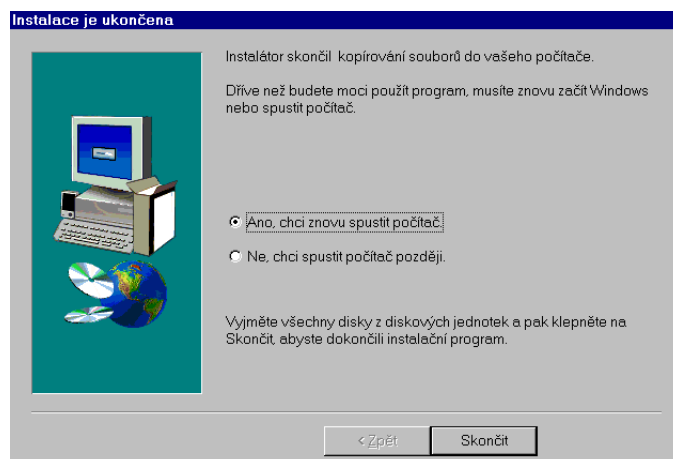 Instalace je ukončena
Instalátor skončil kopírování souborů do vašeho počítače.
Dříve než budete moci použít program, musíte znovu začít Windows
nebo spustit počítač.
Ano, chci znovu spustit počítač.
Ne, chci spustit počítač později.
Vyjměte všechny disky z diskových jednotek a pak klepněte na
Skončit, abyste dokončili instalační program.
< Zpět
Skončit